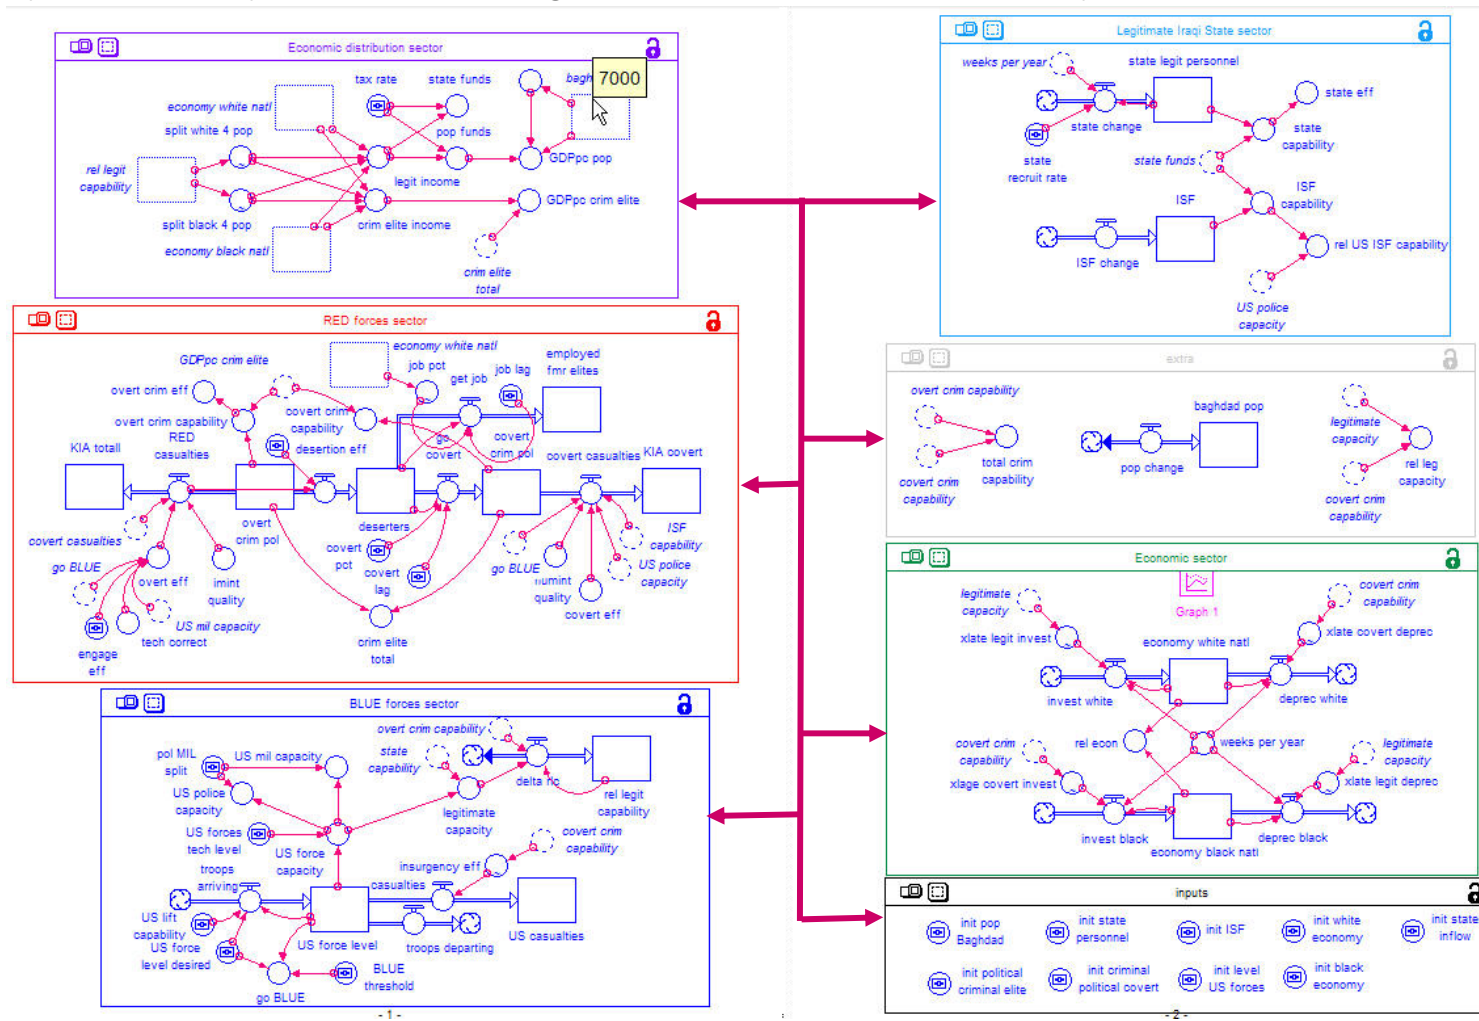 Economic distribution sector
tax rate
state funds
bagh
7000
economy white natl
split white 4 pop
pop funds
rel legit
capability
GDPpc pop
legit income
GDPpc crim elite
split black 4 pop
crim elite income
economy black natl
crim elite
total
RED forces sector
GDPpc crim elite
economy white natl
job pct
get job
job lag
employed
fmr elites
overt crim eff
overt crim capability
covert crim
capability
KIA totall
RED
casualties
desertion eff
go
covert
covert
crim pol
covert casualties
KIA covert
overt
crim pol
deserters
covert casualties
go BLUE
overt eff
imint
quality
covert
pct
covert
lag
go BLUE
quality
covert eff
ISF
capability
US police
capacity
US mil capacity
tech correct
engage
eff
crim elite
total
BLUE forces sector
overt crim capability
pol MIL
split
US mil capacity
state
capability
delta rlc
US police
capacity
legitimate
capacity
rel legit
capability
US forces
tech level
US force
capacity
covert crim
capability
troops
arriving
insurgency eff
casualties
US lift
capability
US force
level desired
US force level
troops departing
US casualties
BLUE
threshold
go BLUE
- 1 -
Legitimate Iraqi State sector
weeks per year
state legit personnel
state eff
state change
state
capability
state
recruit rate
state funds
ISF
ISF
capability
rel US ISF capability
ISF change
US police
capacity
extra
overt crim capability
baghdad pop
legitimate
capacity
total crim
capability
pop change
rel leg
capacity
covert crim
capability
covert crim
capability
Economic sector
legitimate
capacity
Graph 1
covert crim
capability
xlate legit invest
economy white natl
xlate covert deprec
invest white
deprec white
covert crim
capability
rel econ
weeks per year
legitimate
capacity
xlage covert invest
xlate legit deprec
invest black
deprec black
economy black natl
inputs
init pop
Baghdad
init state
personnel
init ISF
init white
economy
init state
inflow
init political
criminal elite
init criminal
political covert
init level
US forces
init black
economy
- 2 -